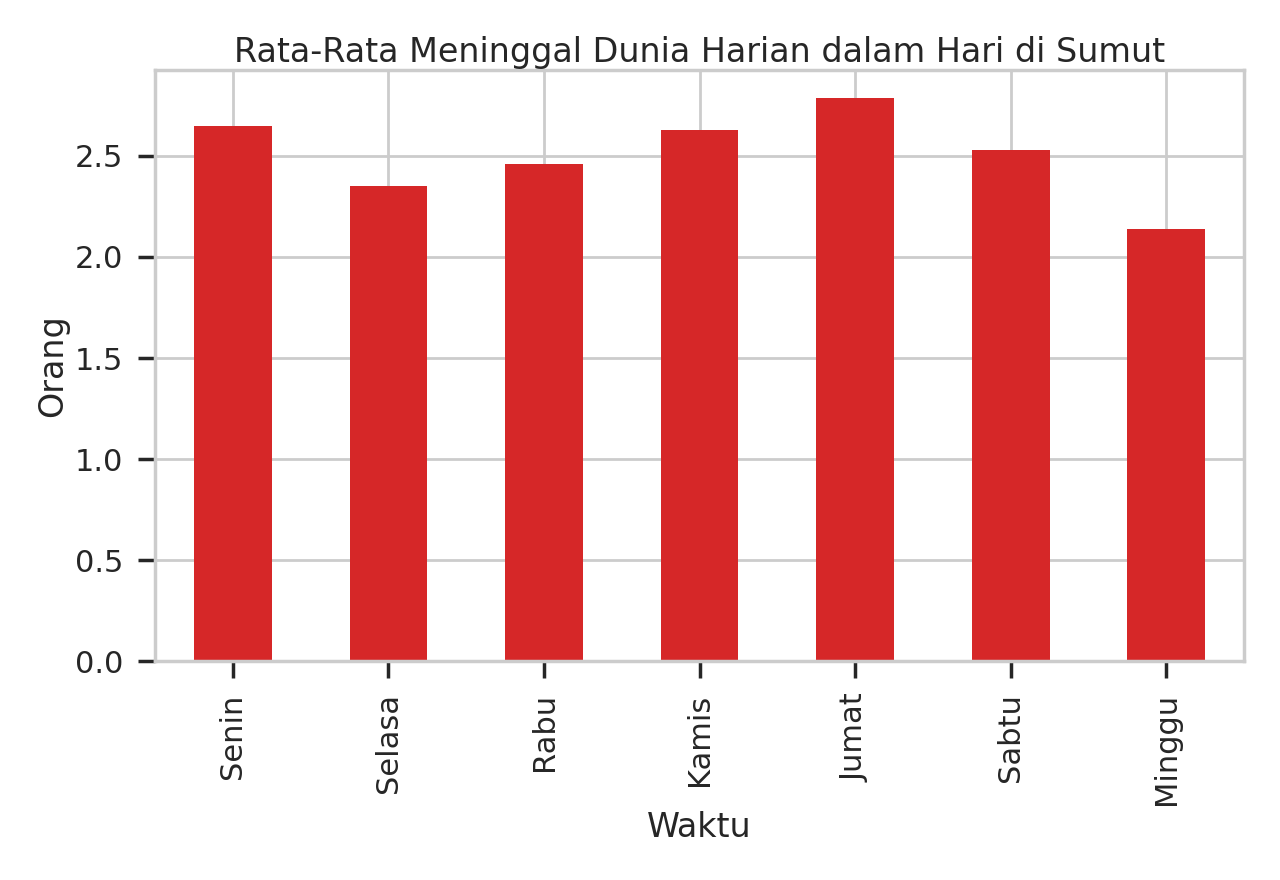 Rata-Rata Meninggal Dunia Harian dalam Hari di Sumut
Orang
2.5
2.0
1.5
1.0
0.5
0.0
Senin
Selasa
Rabu
Kamis
Jumat
Sabtu
Minggu
Waktu